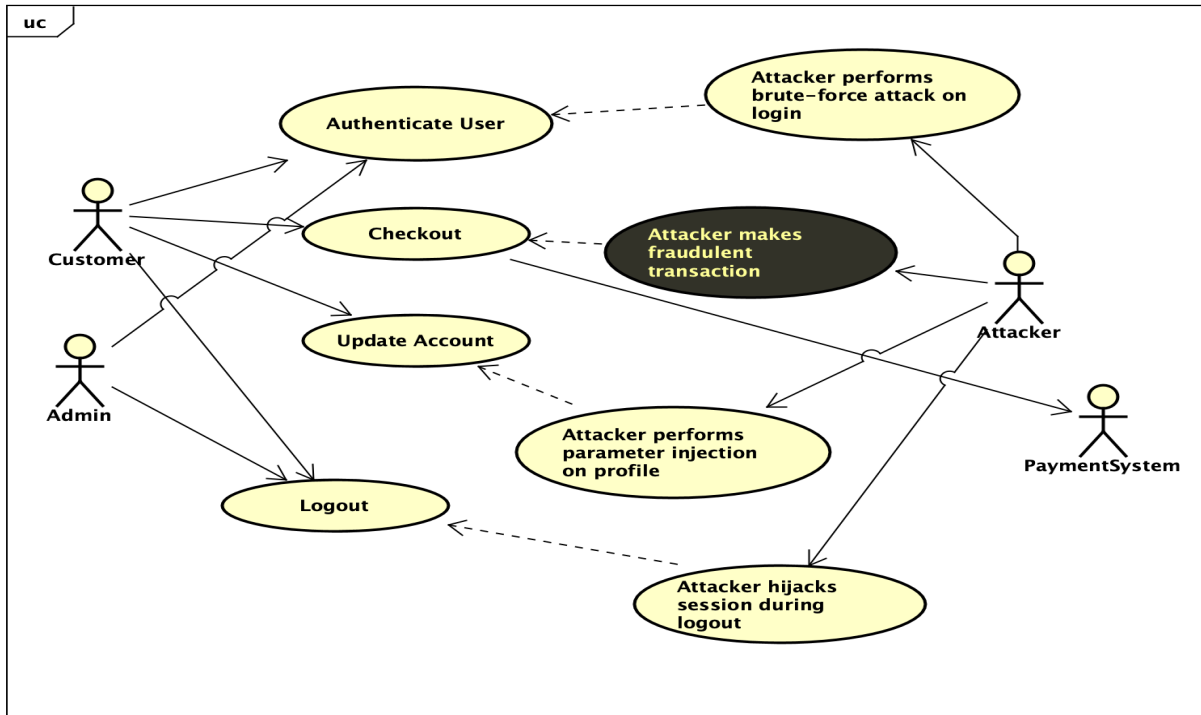 uc
Attacker performs
brute-force attack on
login
Authenticate User
Checkout
Attacker makes
fraudulent
transaction
Customer
Attacker
Update Account
Admin
Attacker performs
parameter injection
on profile
PaymentSystem
Logout
Attacker hijacks
session during
logout